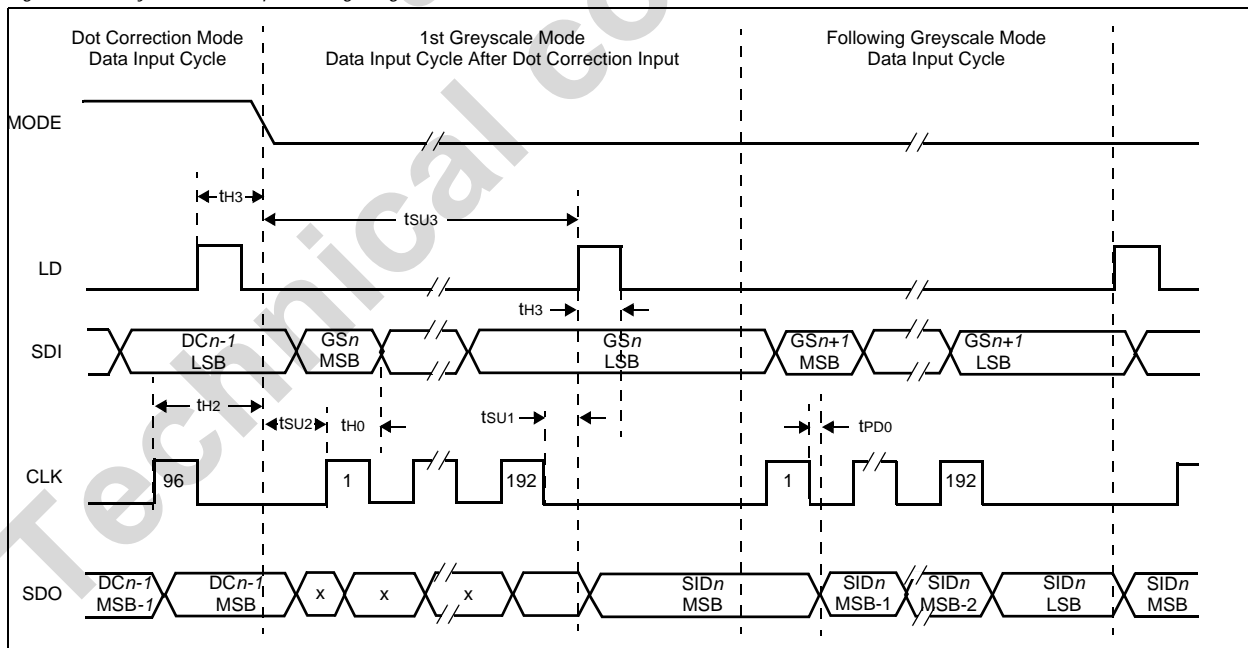 Dot Correction Mode
Data Input Cycle
1st Greyscale Mode
Data Input Cycle After Dot Correction Input
Following Greyscale Mode
Data Input Cycle
MODE
tH3
tSU3
LD
tH3
SDI
DCn-1
LSB
GSn
MSB
GSn
LSB
GSn+1
MSB
GSn+1
LSB
tH2
tSU2
tH0
tSU1
tPD0
CLK
96
1
192
1
192
SDO
DCn-1
MSB-1
DCn-1
MSB
x
x
x
SIDn
MSB
SIDn
MSB-1
SIDn
MSB-2
SIDn
LSB
SIDn
MSB
Technical co